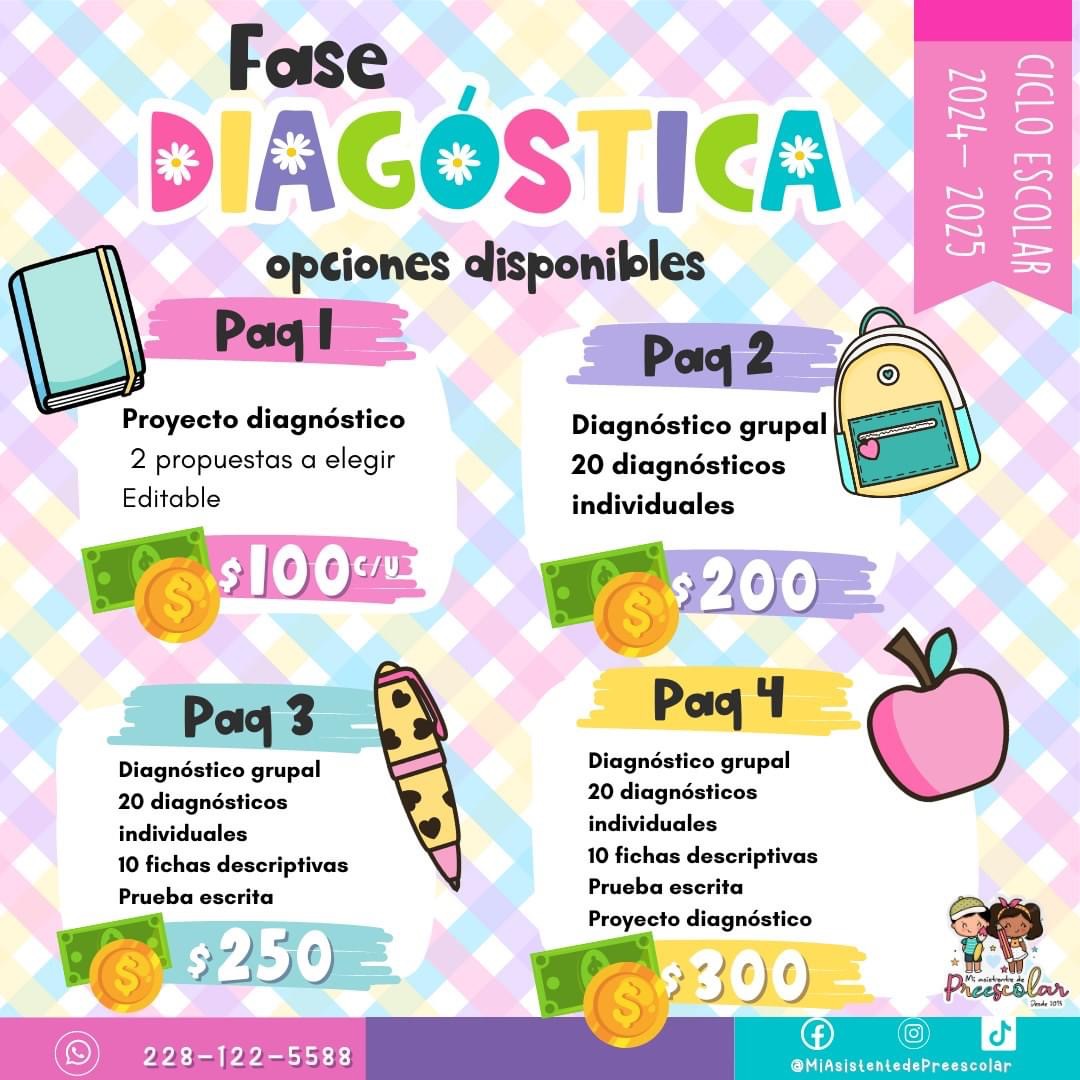 Fase
DIAGÓSTICA
opciones disponibles
CICLO ESCOLAR
2024— 2025
Paq 1
Proyecto diagnóstico
2 propuestas a elegir
Editable
$100 C/U
Paq 2
Diagnóstico grupal
20 diagnósticos
individuales
$200
Paq 3
Diagnóstico grupal
20 diagnósticos
individuales
10 fichas descriptivas
Prueba escrita
$250
Paq 4
Diagnóstico grupal
20 diagnósticos
individuales
10 fichas descriptivas
Prueba escrita
Proyecto diagnóstico
$300
Mi asistente de
Preescolar
228-122-5588
@MiAsistentedePreescolar